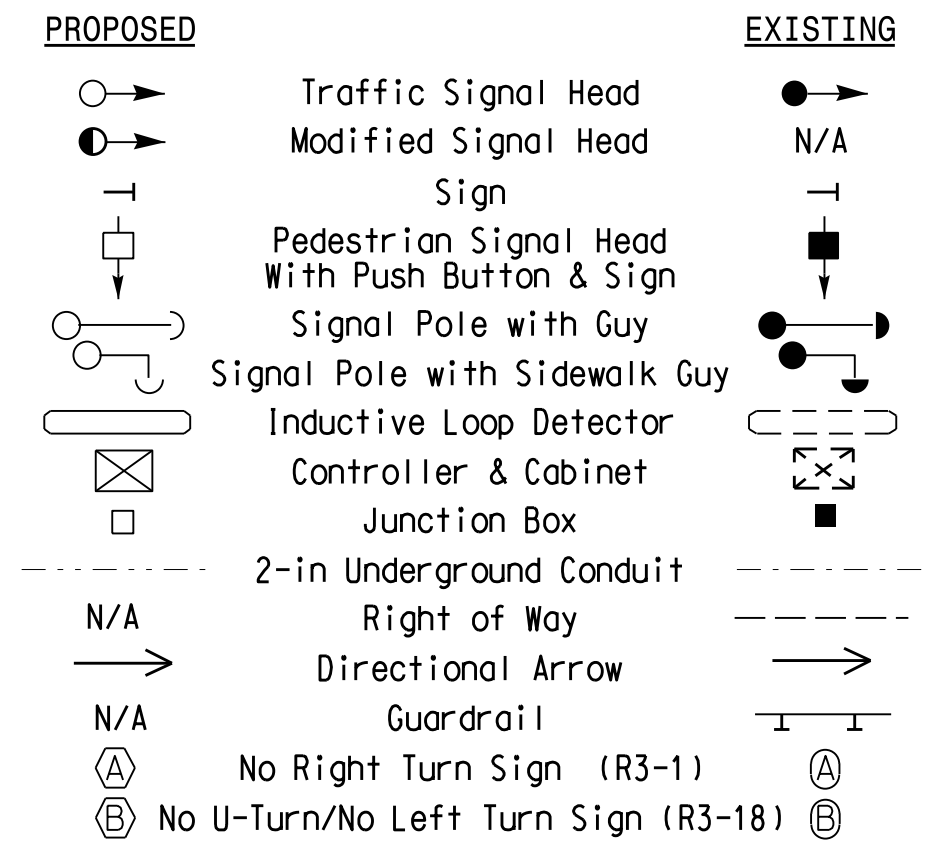 PROPOSED EXISTING
Traffic Signal Head
Modified Signal Head N/A
Sign
Pedestrian Signal Head
With Push Button & Sign
Signal Pole with Guy
Signal Pole with Sidewalk Guy
Inductive Loop Detector
Controller & Cabinet
Junction Box
2-in Underground Conduit
N/A Right of Way
Directional Arrow
N/A Guardrail
A No Right Turn Sign (R3-1) A
B No U-Turn/No Left Turn Sign (R3-18) B